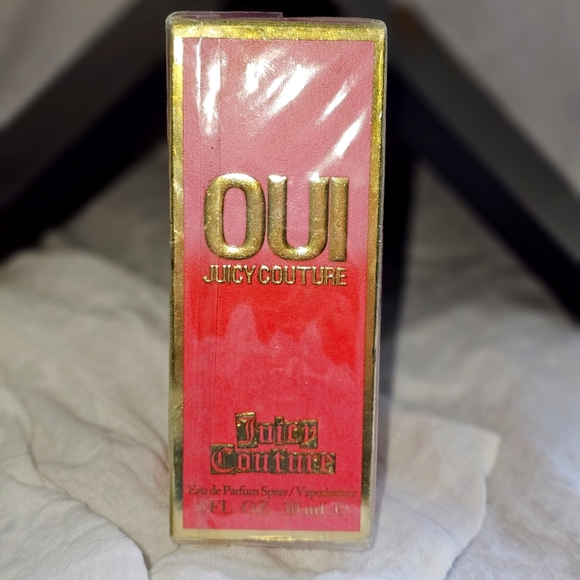 OUI
JUICY COUTURE
Juicy
Couture
Eau de Parfum Spray / Vaporisateur
FL. OZ. 30 mL ℮